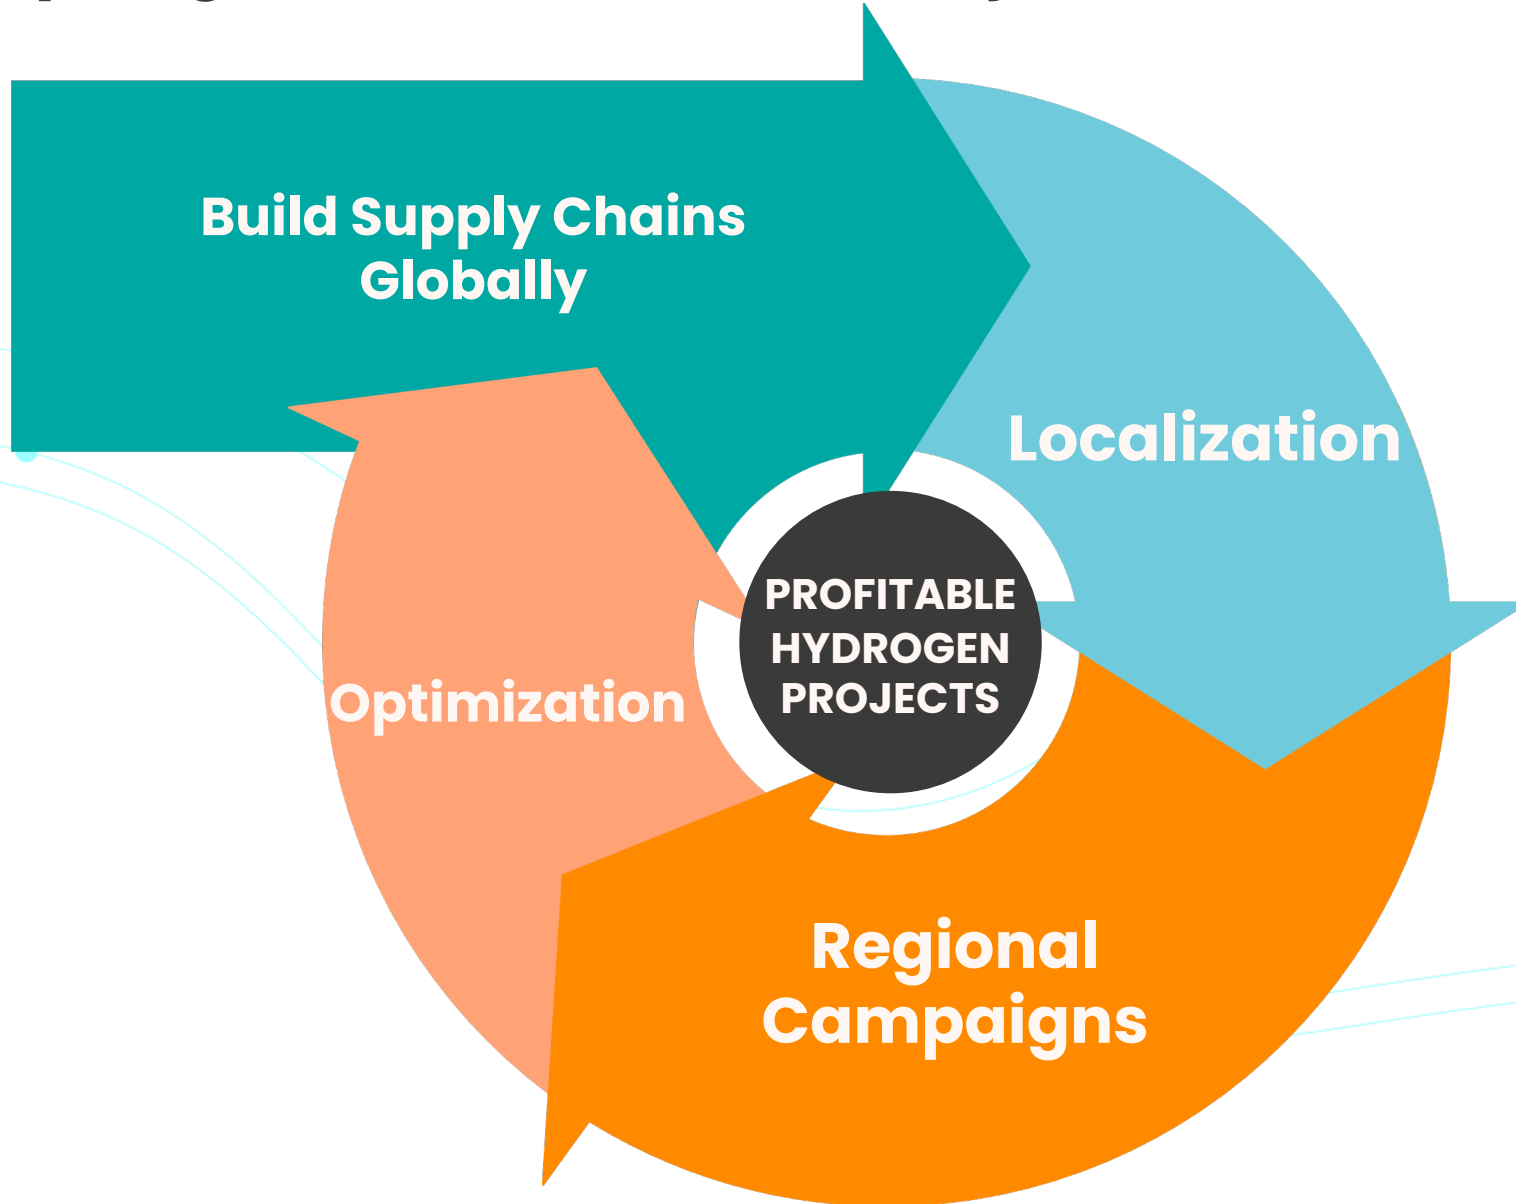 Build Supply Chains
Globally
Localization
PROFITABLE
HYDROGEN
PROJECTS
Optimization
Regional
Campaigns